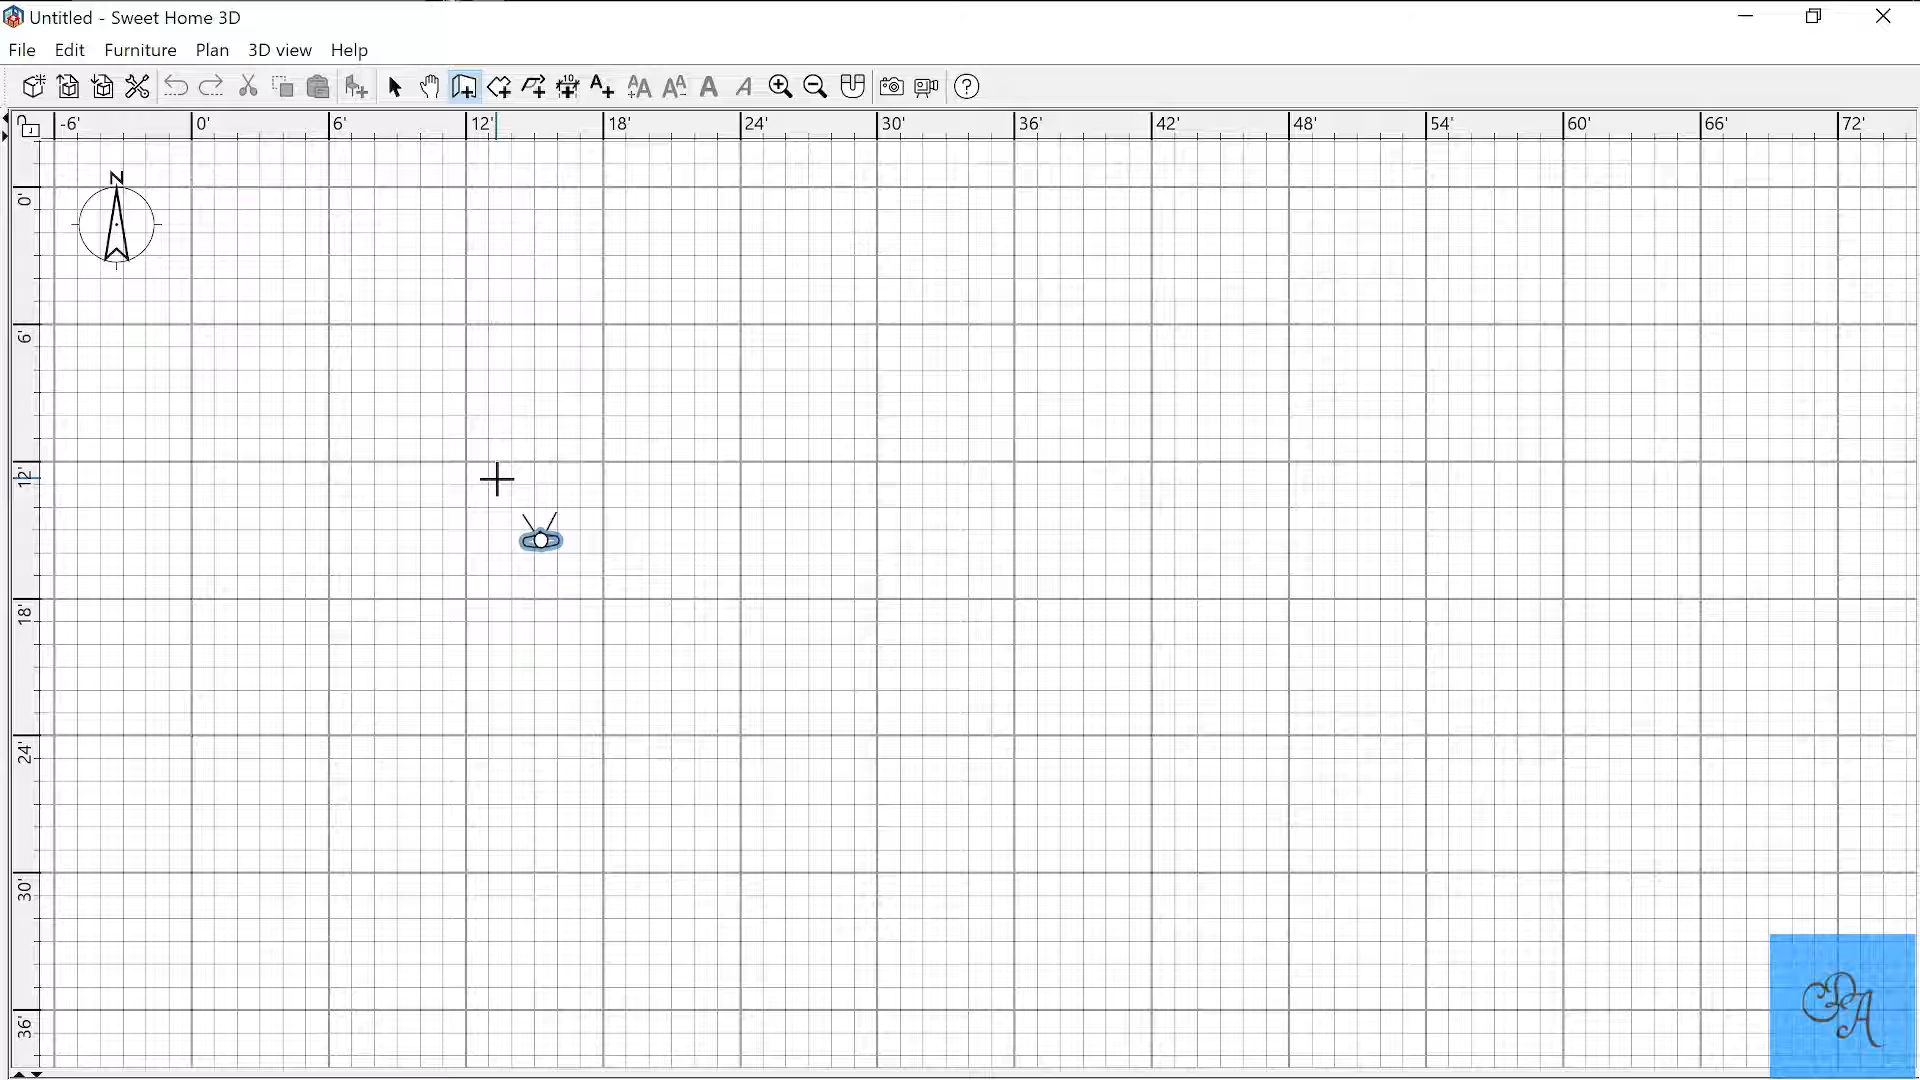 Untitled - Sweet Home 3D
File Edit Furniture Plan 3D view Help
-6' 0' 6' 12' 18' 24' 30' 36' 42' 48' 54' 60' 66' 72'
N
0'
6'
12'
18'
24'
30'
36'